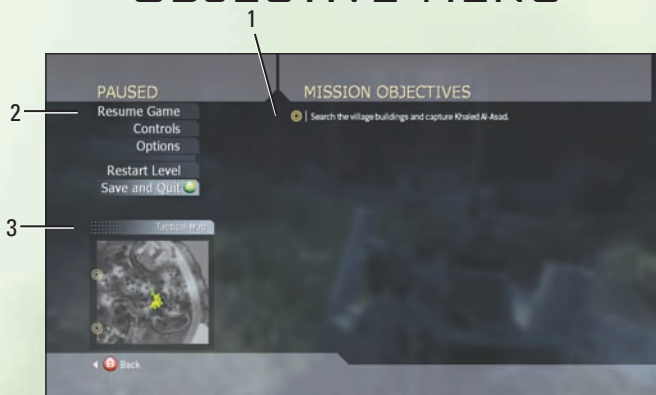 OBJECTIVE MENU
1
PAUSED
MISSION OBJECTIVES
2
Resume Game
Search the village buildings and capture Khaled Al-Asad.
Controls
Options
Restart Level
Save and Quit
3
Tactical Map
B Back